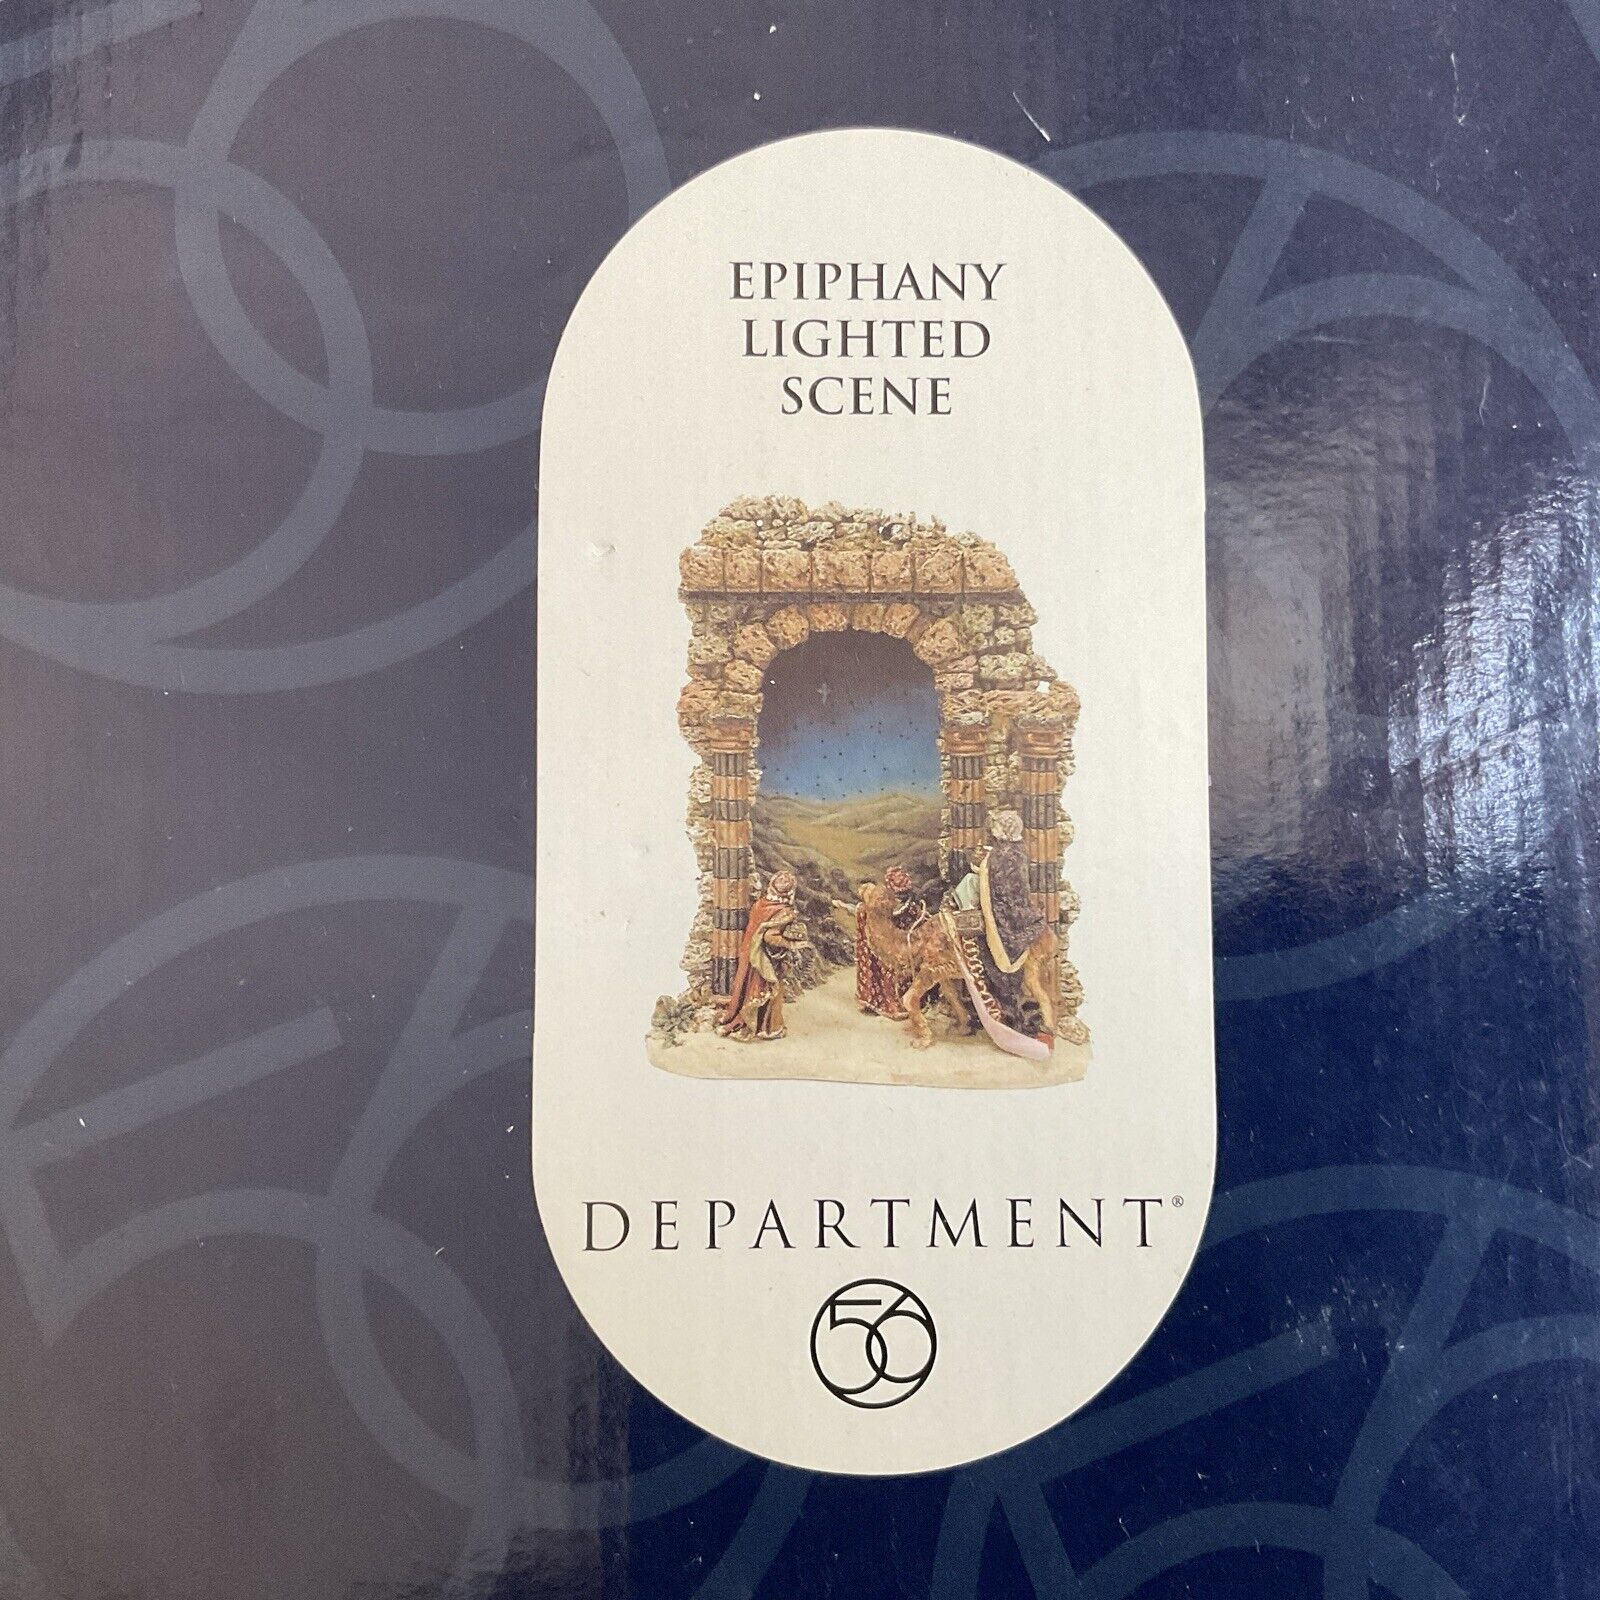 EPIPHANY
LIGHTED
SCENE
DEPARTMENT®
56